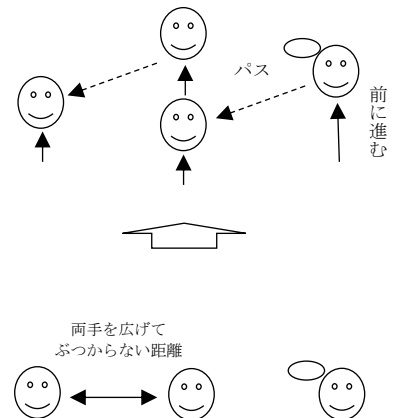 パス
前に進む
両手を広げて
ぶつからない距離